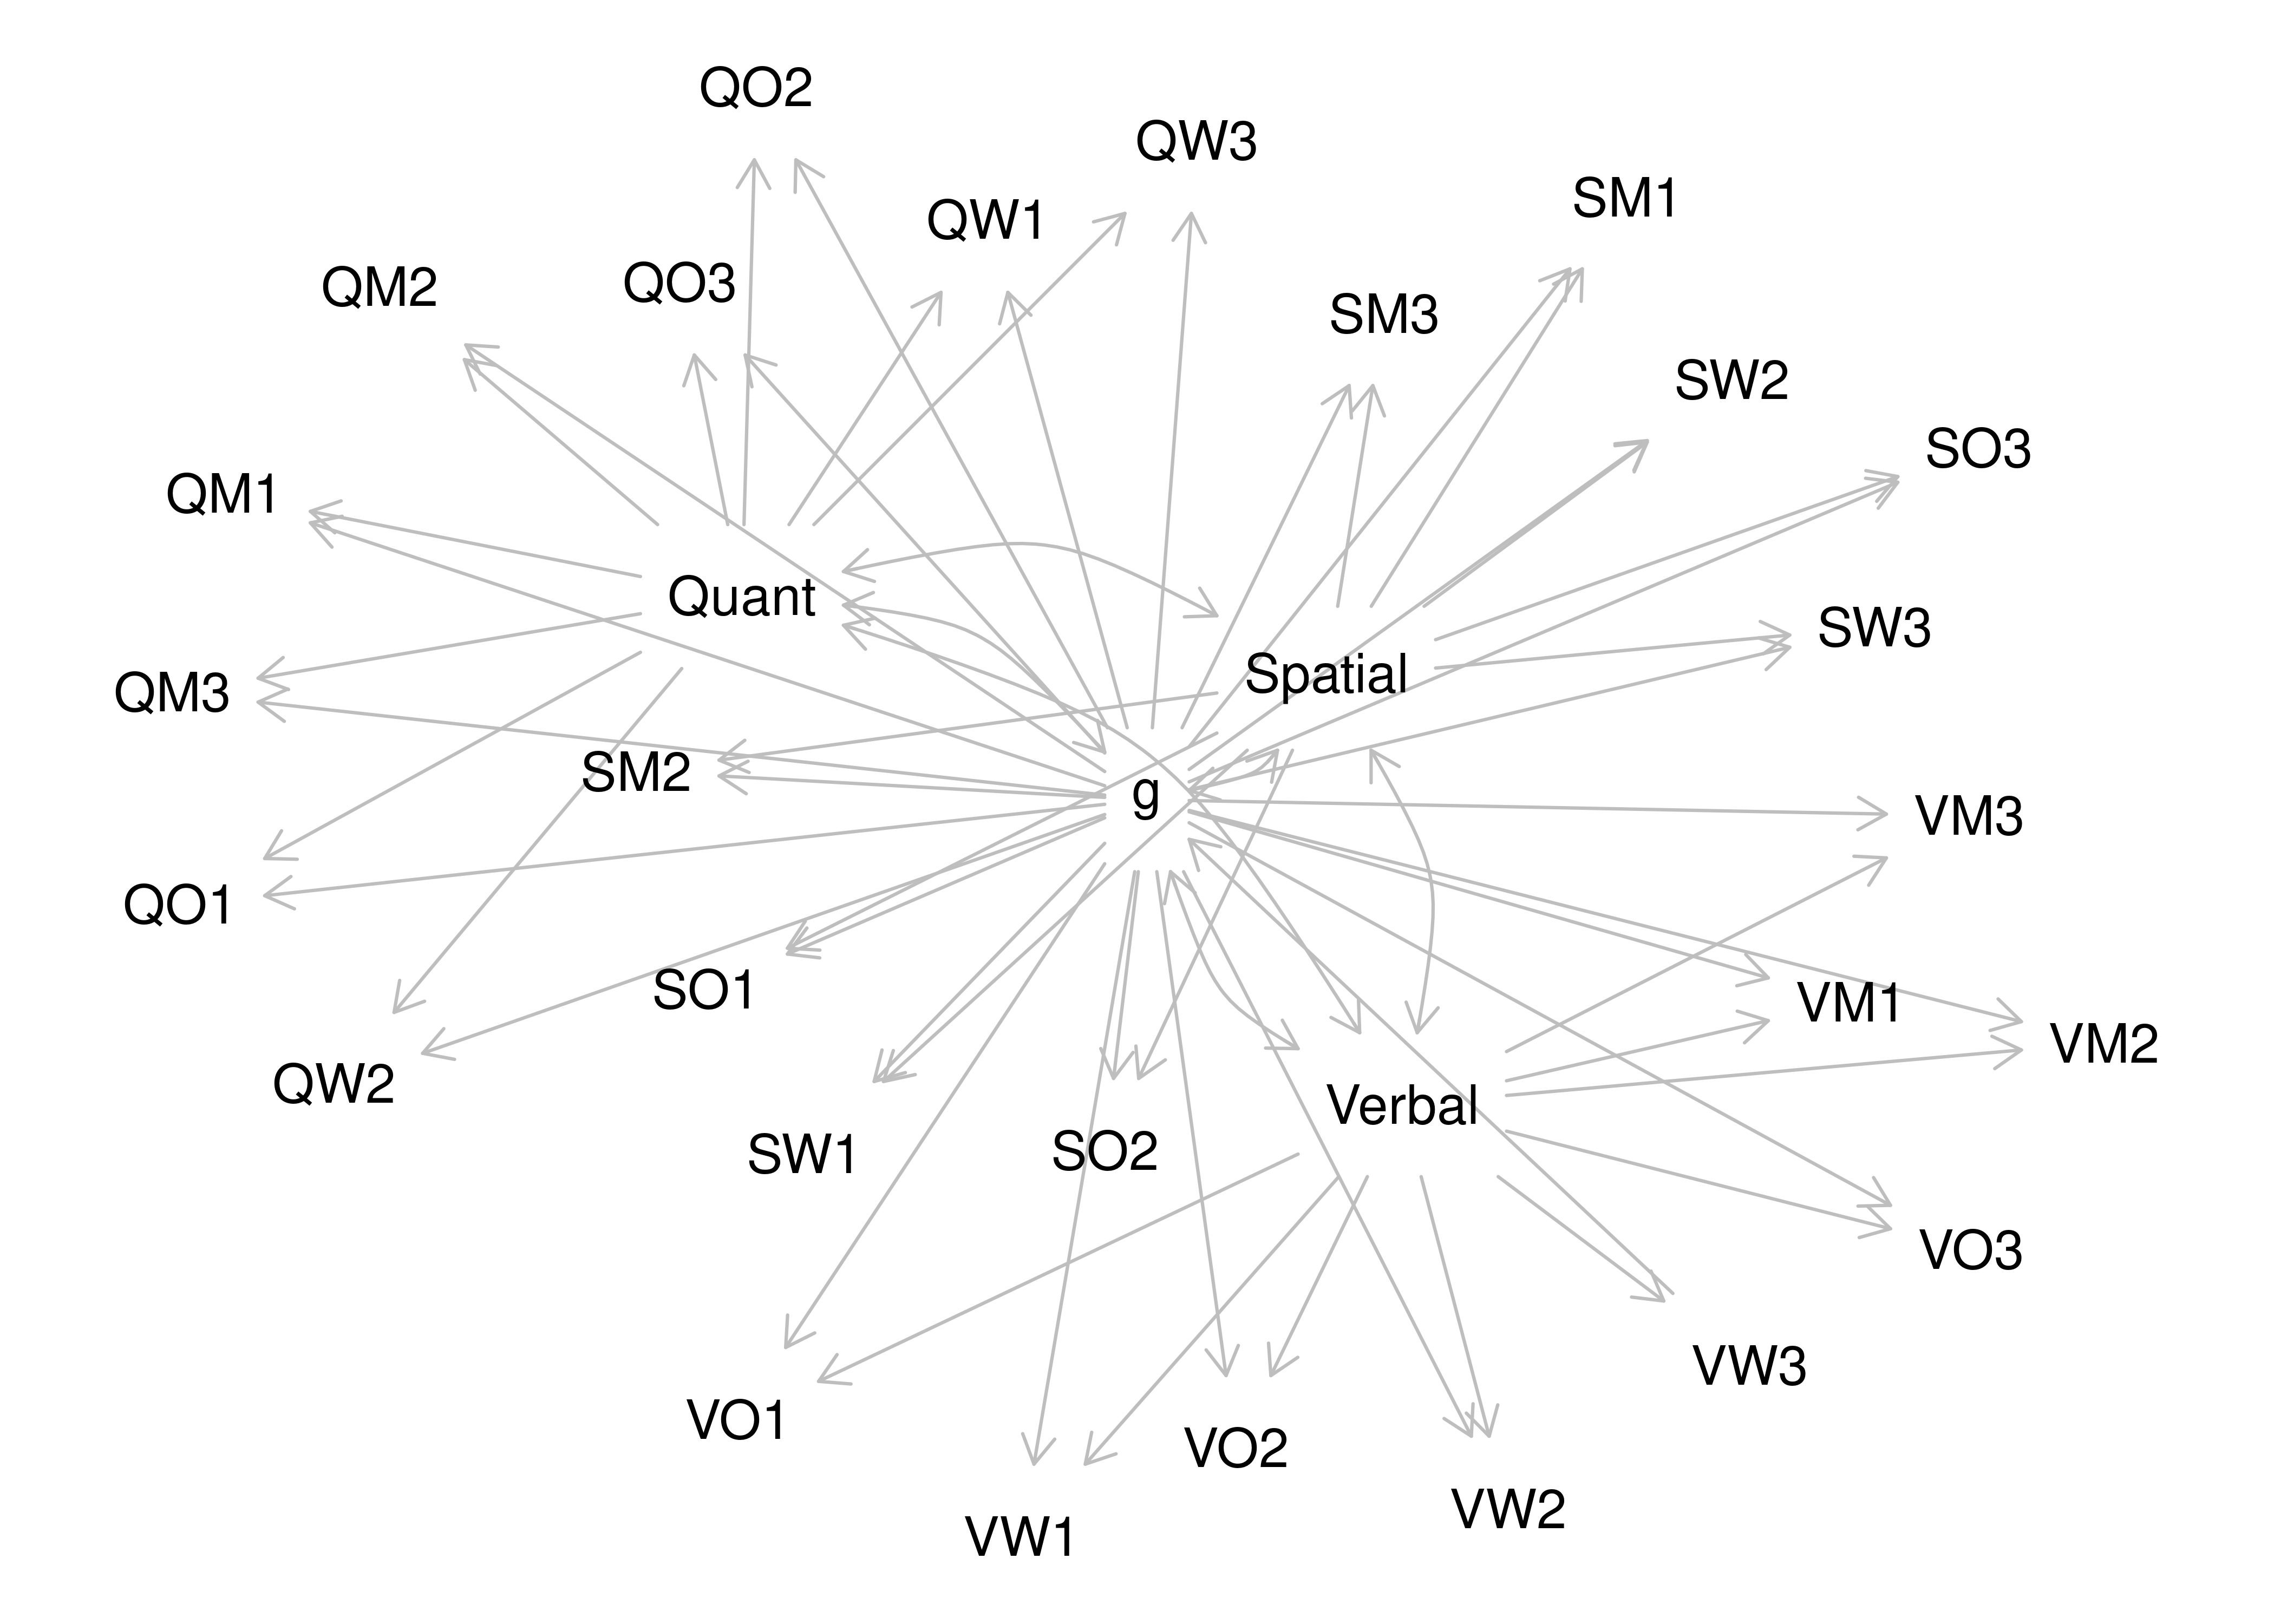 QO2
QW3
SM1
QW1
QM2
QO3
SM3
SW2
SO3
QM1
Quant
SW3
Spatial
QM3
SM2
g
VM3
QO1
SO1
VM1
VM2
QW2
Verbal
SW1
SO2
VO3
VW3
VO1
VO2
VW2
VW1